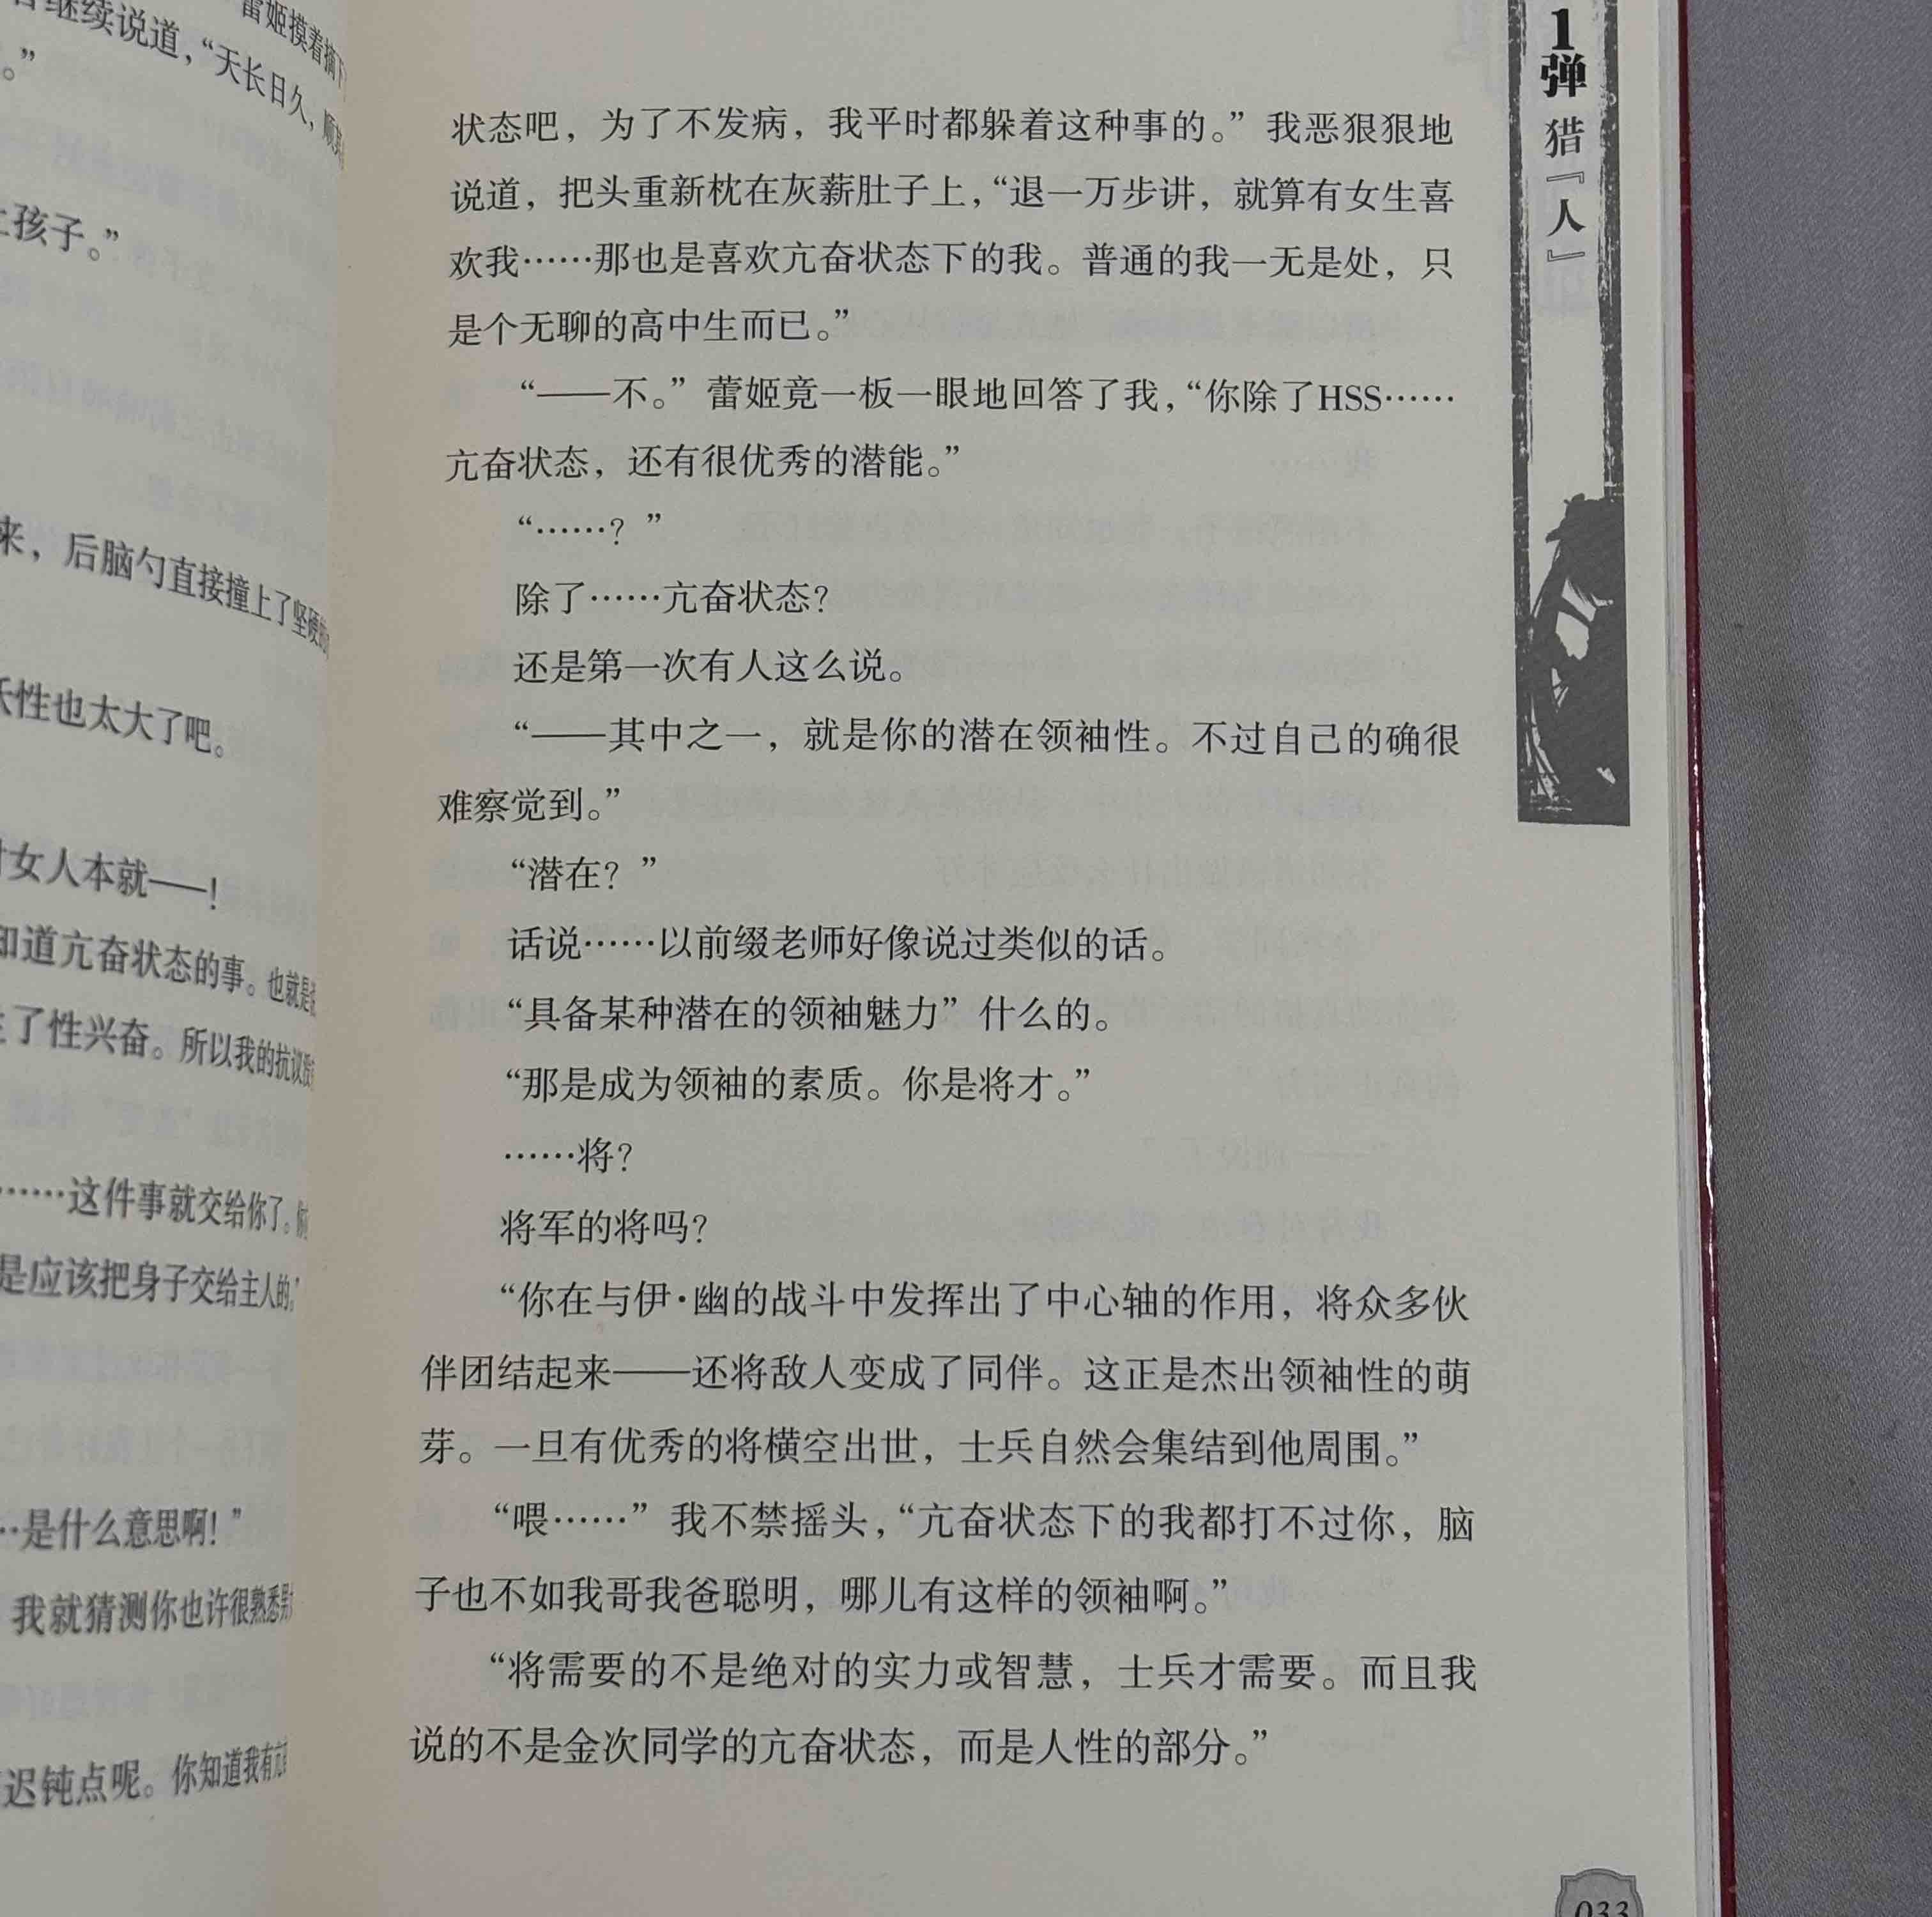 雷姬摸着摘下
继续说道，“天长日久，顺其
。”
孩子。”
来，后脑勺直接撞上了坚硬的
性也太大了吧。
女人本就——！
知道亢奋状态的事。也就是
了性兴奋。所以我的抗议
……这件事就交给你了。
是应该把身子交给主人的。”
是什么意思啊！”
我就猜测你也许很熟悉男
迟钝点呢。你知道我有亢
状态吧，为了不发病，我平时都躲着这种事的。”我恶狠狠地
说道，把头重新枕在灰薪肚子上，“退一万步讲，就算有女生喜
欢我……那也是喜欢亢奋状态下的我。普通的我一无是处，只
是个无聊的高中生而已。”
“——不。”蕾姬竟一板一眼地回答了我，“你除了HSS……
亢奋状态，还有很优秀的潜能。”
“……？”
除了……亢奋状态？
还是第一次有人这么说。
“——其中之一，就是你的潜在领袖性。不过自己的确很
难察觉到。”
“潜在？”
话说……以前缀老师好像说过类似的话。
“具备某种潜在的领袖魅力”什么的。
“那是成为领袖的素质。你是将才。”
……将？
将军的将吗？
“你在与伊·幽的战斗中发挥出了中心轴的作用，将众多伙
伴团结起来——还将敌人变成了同伴。这正是杰出领袖性的萌
芽。一旦有优秀的将横空出世，士兵自然会集结到他周围。”
“喂……”我不禁摇头，“亢奋状态下的我都打不过你，脑
子也不如我哥我爸聪明，哪儿有这样的领袖啊。”
“将需要的不是绝对的实力或智慧，士兵才需要。而且我
说的不是金次同学的亢奋状态，而是人性的部分。”
1弹 猎『人』
033